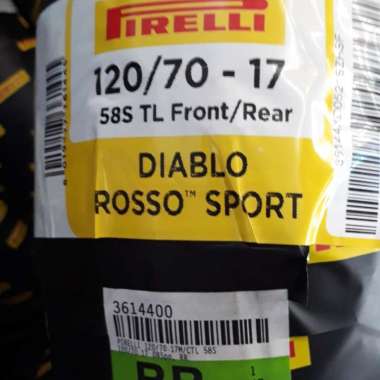 PIRELLI
120/70 - 17
58S TL Front/Rear
DIABLO
ROSSO™ SPORT
3614400
PIRELLI 120/70-17M/CTL 58S